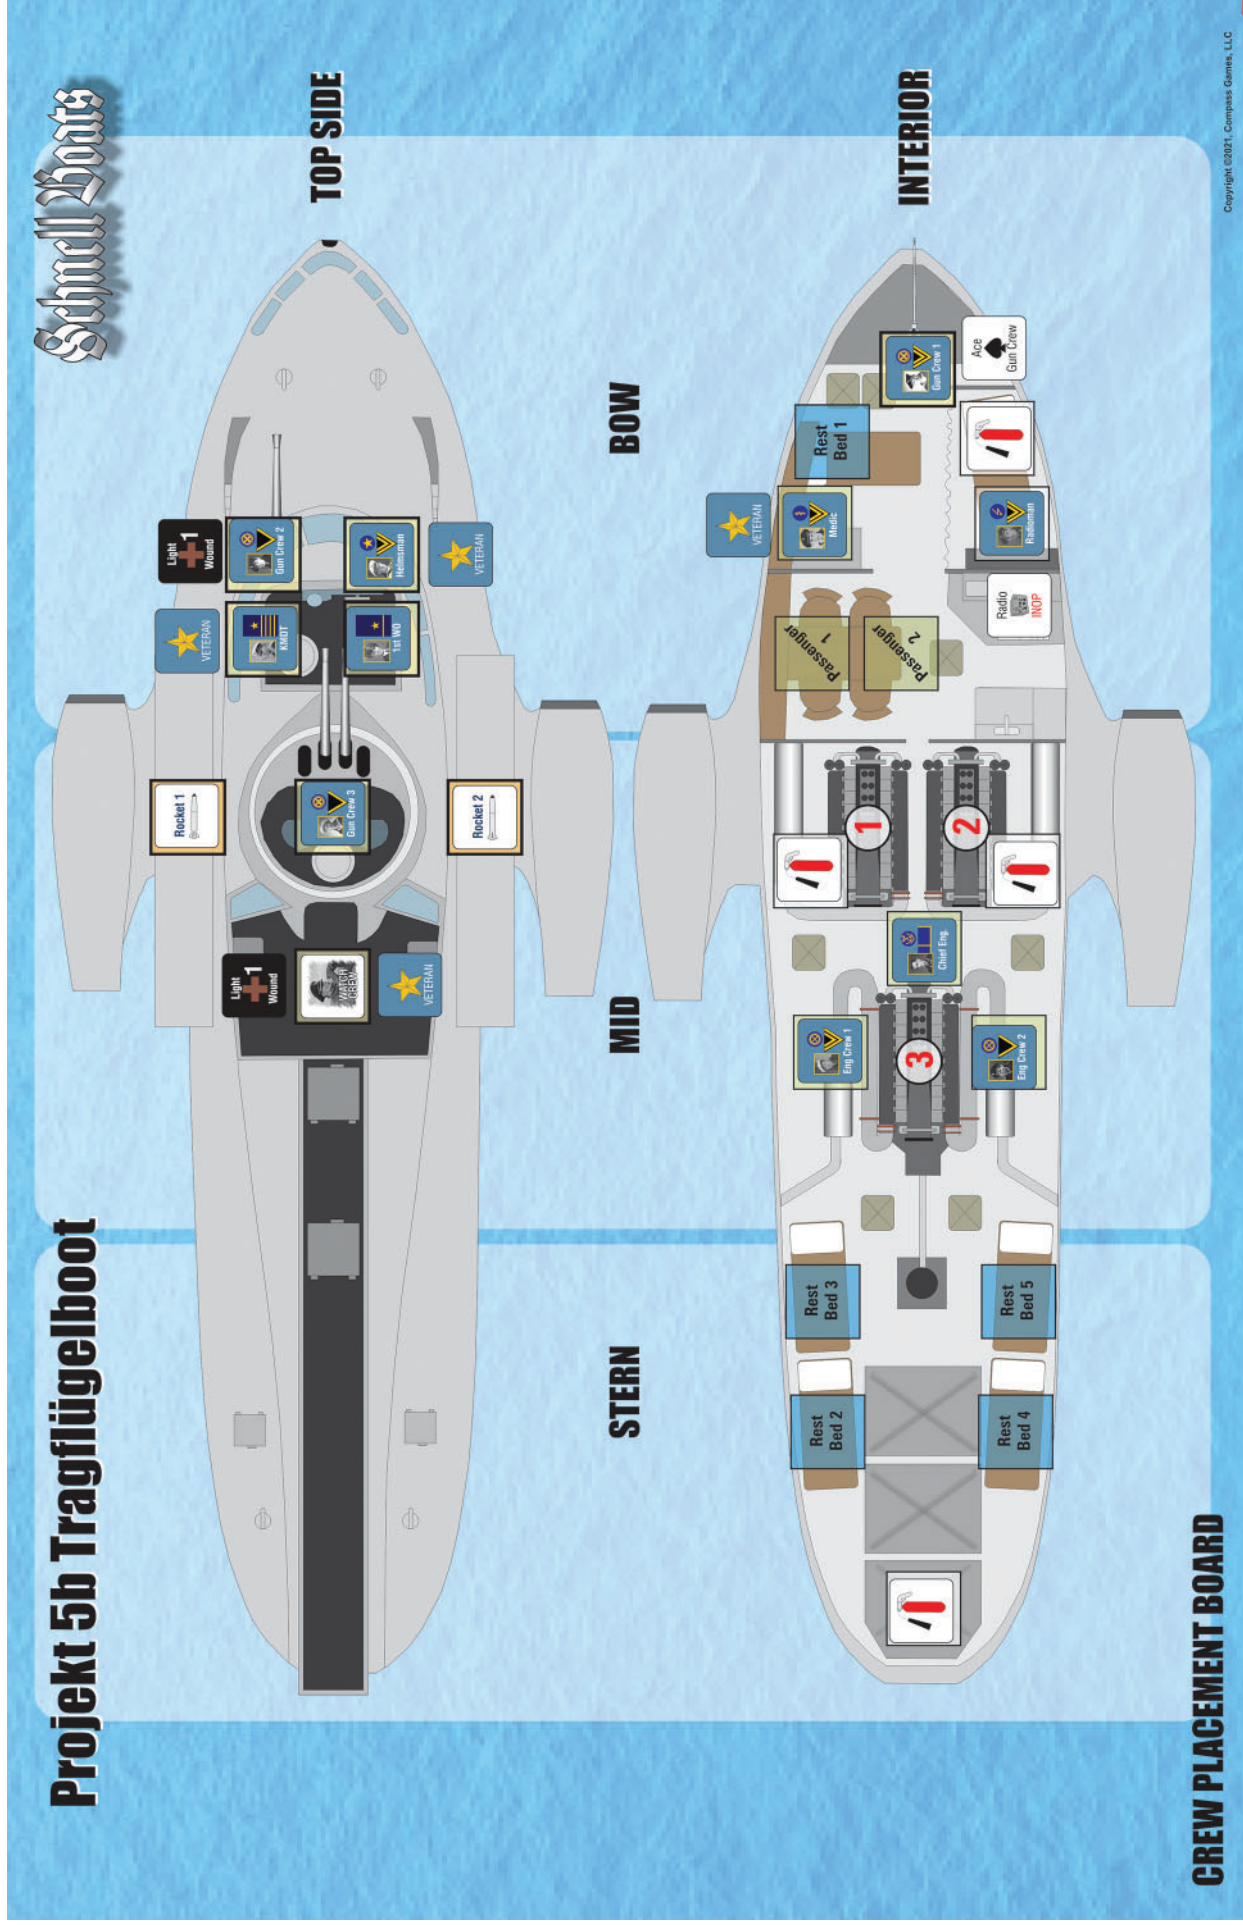 Projekt 5b Tragflügelboot
Schnell Boats
TOP SIDE
Light
1
Wound
Gun Crew 2
Helmsman
VETERAN
VETERAN
KMDT
1st WO
Rocket 1
Gun Crew 3
Rocket 2
Light
1
Wound
WATCH
CREW
VETERAN
STERN
MID
BOW
INTERIOR
Gun Crew 1
Ace
Gun Crew
Rest
Bed 1
VETERAN
Medic
Radioman
Radio
INOP
Passenger
1
Passenger
2
1
2
Chief Eng.
Eng Crew 1
3
Eng Crew 2
Rest
Bed 3
Rest
Bed 5
Rest
Bed 2
Rest
Bed 4
CREW PLACEMENT BOARD
Copyright ©2021, Compass Games, LLC